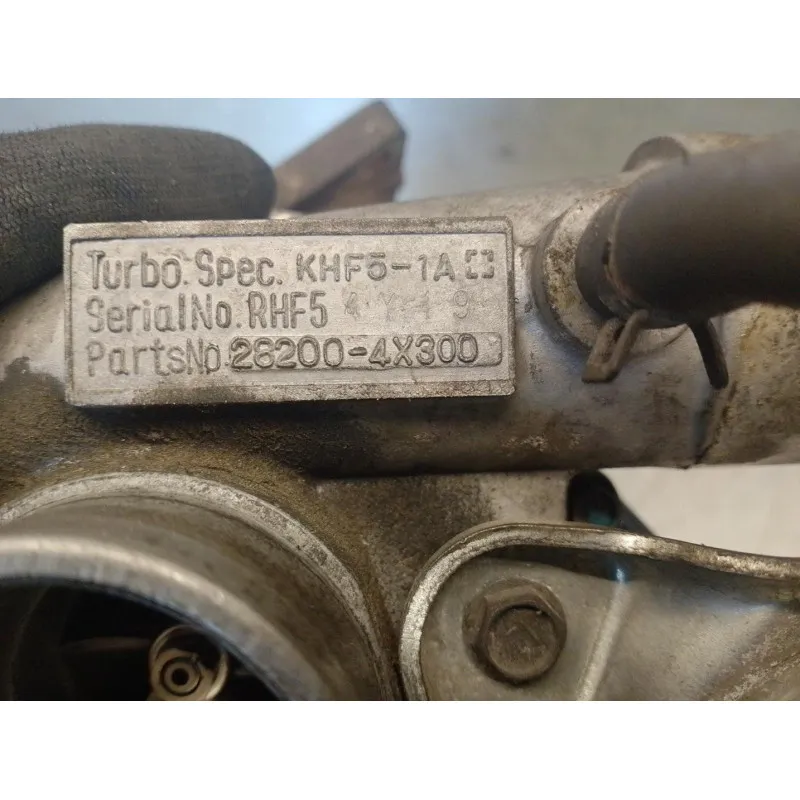 Turbo. Spec. KHF5-1A
Serial No. RHF5
Parts No. 28200-4X300